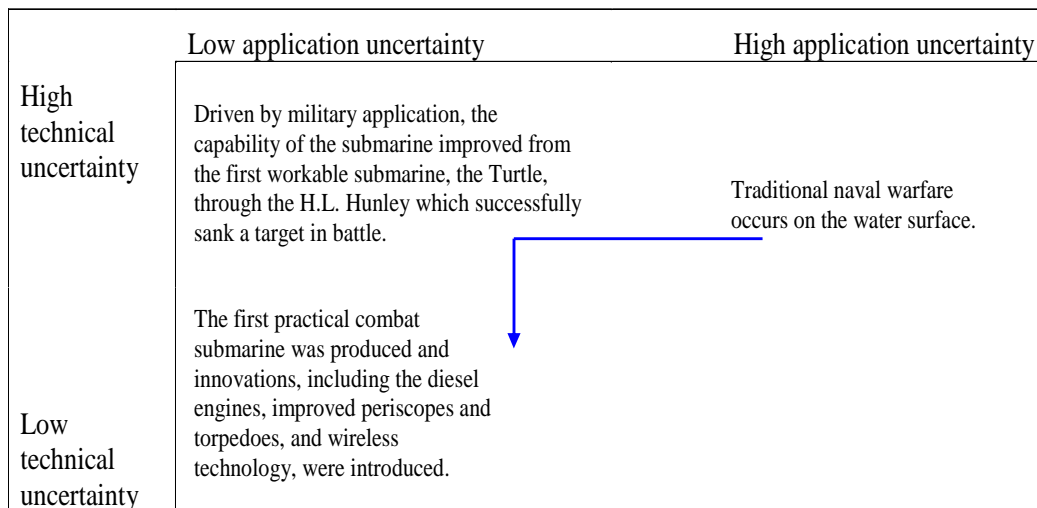 Low application uncertainty
High application uncertainty
High
technical
uncertainty
Driven by military application, the
capability of the submarine improved from
the first workable submarine, the Turtle,
through the H.L. Hunley which successfully
sank a target in battle.
Traditional naval warfare
occurs on the water surface.
Low
technical
uncertainty
The first practical combat
submarine was produced and
innovations, including the diesel
engines, improved periscopes and
torpedoes, and wireless
technology, were introduced.